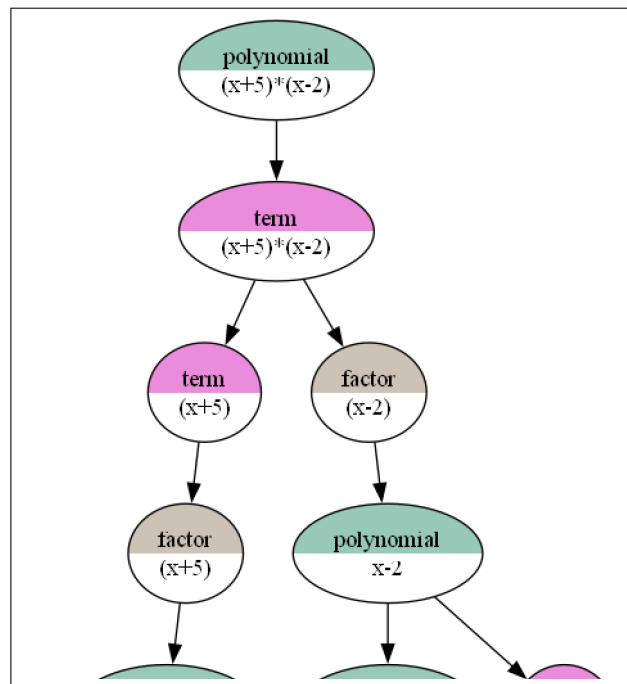 polynomial
(x+5)*(x-2)
term
(x+5)*(x-2)
term
(x+5)
factor
(x-2)
factor
(x+5)
polynomial
x-2